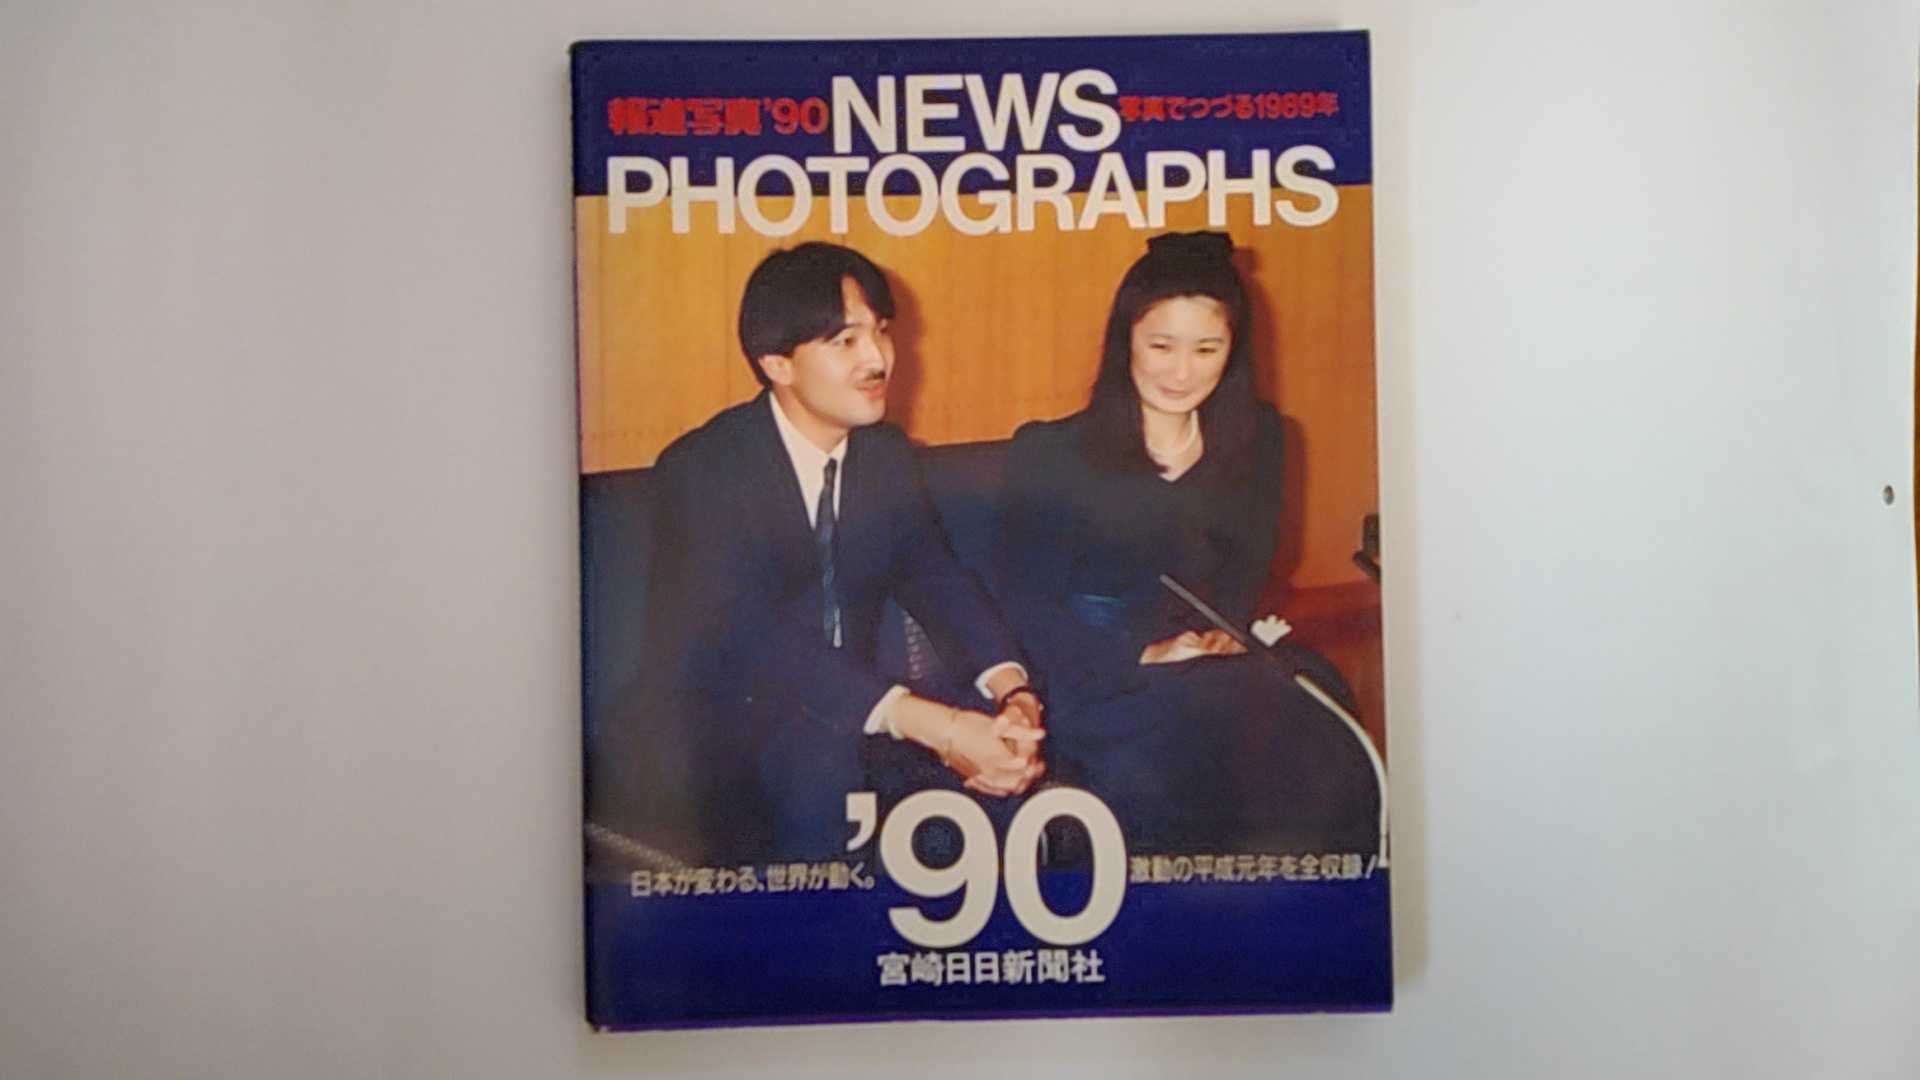 報道写真'90
NEWS
写真でつづる1989年
PHOTOGRAPHS
'90
日本が変わる、世界が動く。
激動の平成元年を全収録!
宮崎日日新聞社